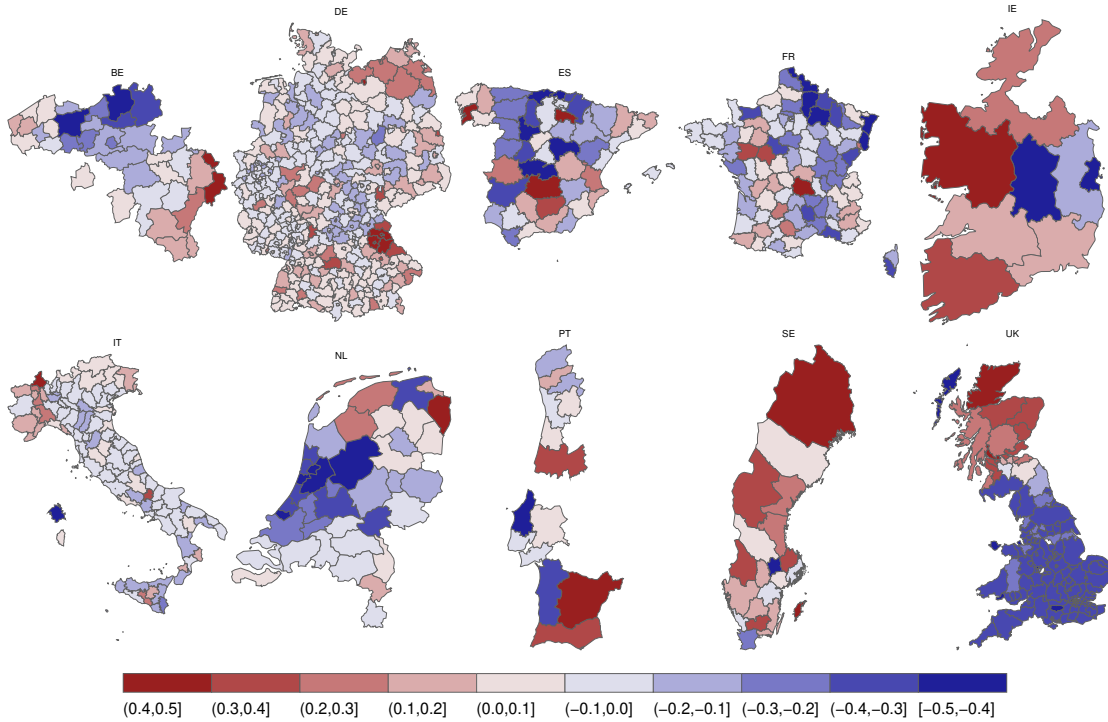 DE
IE
BE
ES
FR
IT
NL
PT
SE
UK
(0.4,0.5] (0.3,0.4] (0.2,0.3] (0.1,0.2] (0.0,0.1] (−0.1,0.0] (−0.2,−0.1] (−0.3,−0.2] (−0.4,−0.3] [−0.5,−0.4]